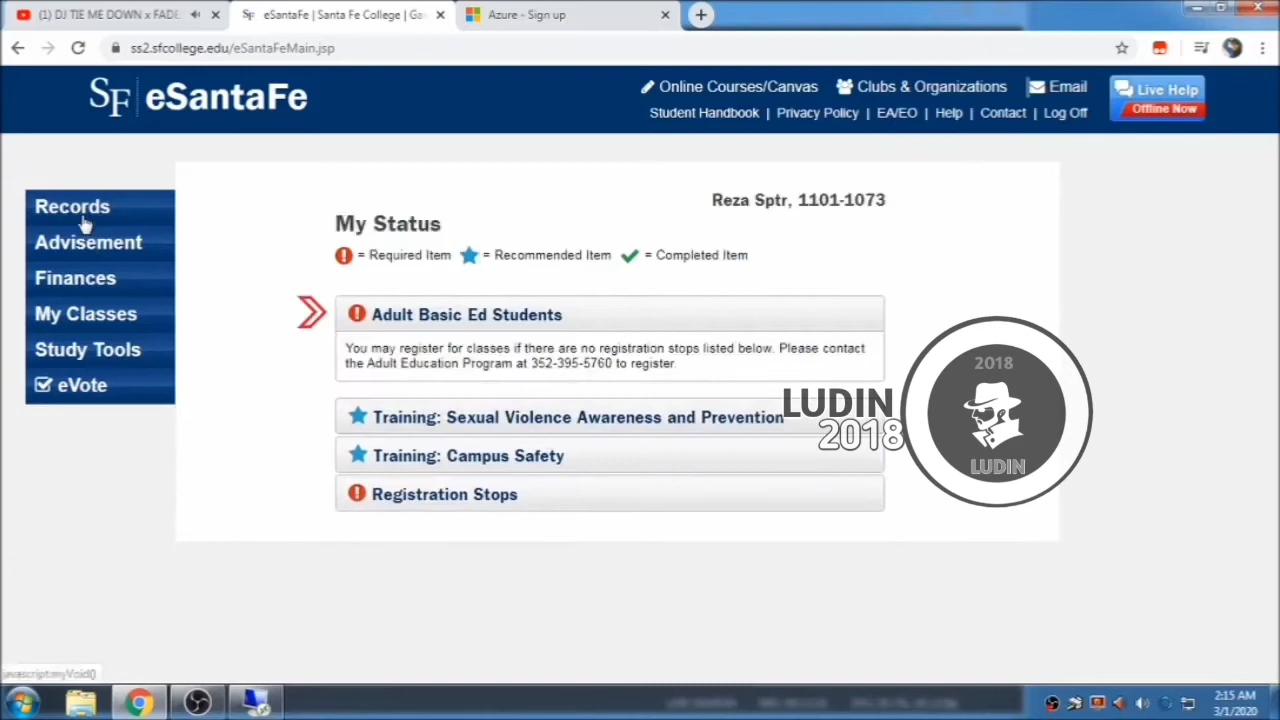 (1) DJ TIE ME DOWN x FADE
eSantaFe | Santa Fe College | Ga
Azure - Sign up
ss2.sfcollege.edu/eSantaFeMain.jsp
SF eSantaFe
Online Courses/Canvas
Clubs & Organizations
Email
Live Help
Offline Now
Student Handbook | Privacy Policy | EA/EO | Help | Contact | Log Off
Records
Advisement
Finances
My Classes
Study Tools
eVote
Reza Sptr, 1101-1073
My Status
= Required Item = Recommended Item = Completed Item
Adult Basic Ed Students
You may register for classes if there are no registration stops listed below. Please contact
the Adult Education Program at 352-395-5760 to register.
Training: Sexual Violence Awareness and Prevention
Training: Campus Safety
Registration Stops
LUDIN
2018
2018
LUDIN
javascript:myVoid()
2:15 AM
3/1/2020